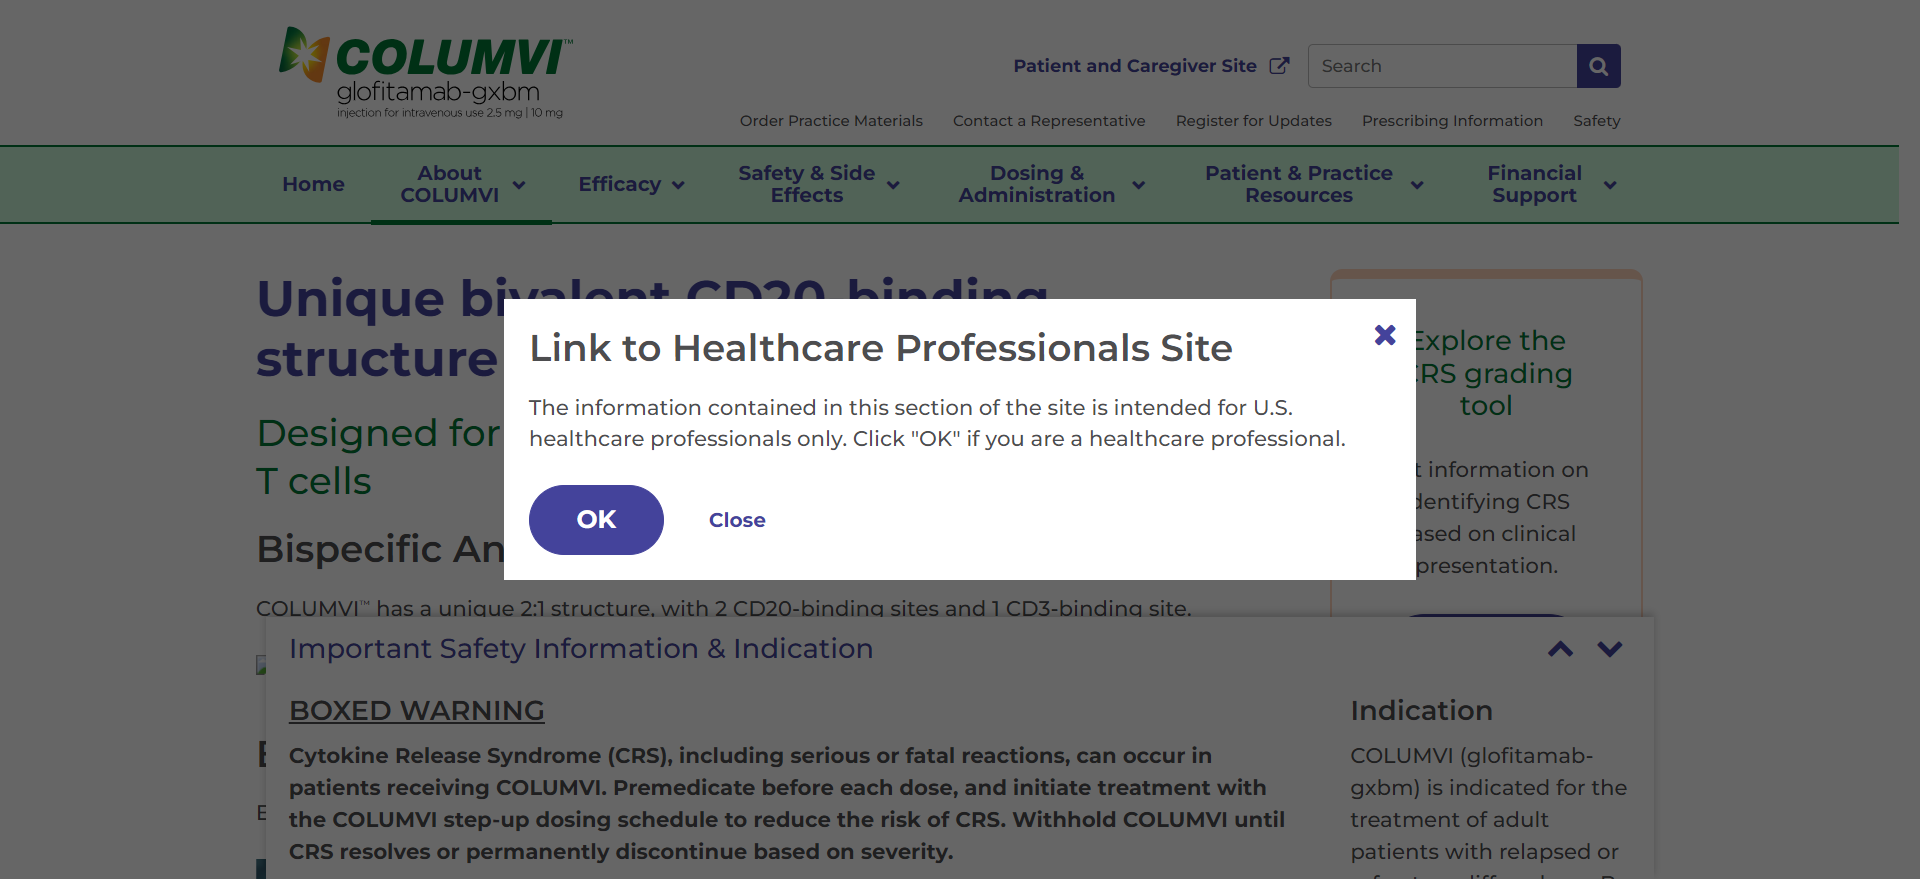 COLUMVI™
glofitamab-gxbm
injection for intravenous use 2.5 mg | 10 mg
Patient and Caregiver Site
Search
Order Practice Materials
Contact a Representative
Register for Updates
Prescribing Information
Safety
Home
About
COLUMVI
Efficacy
Safety & Side
Effects
Dosing &
Administration
Patient & Practice
Resources
Financial
Support
Unique bivalent CD20-binding
structure
Designed for
T cells
Bispecific An
COLUMVI™ has a unique 2:1 structure, with 2 CD20-binding sites and 1 CD3-binding site.
Link to Healthcare Professionals Site
The information contained in this section of the site is intended for U.S.
healthcare professionals only. Click "OK" if you are a healthcare professional.
OK
Close
Explore the
CRS grading
tool
information on
identifying CRS
based on clinical
presentation.
Important Safety Information & Indication
BOXED WARNING
Cytokine Release Syndrome (CRS), including serious or fatal reactions, can occur in
patients receiving COLUMVI. Premedicate before each dose, and initiate treatment with
the COLUMVI step-up dosing schedule to reduce the risk of CRS. Withhold COLUMVI until
CRS resolves or permanently discontinue based on severity.
Indication
COLUMVI (glofitamab-
gxbm) is indicated for the
treatment of adult
patients with relapsed or